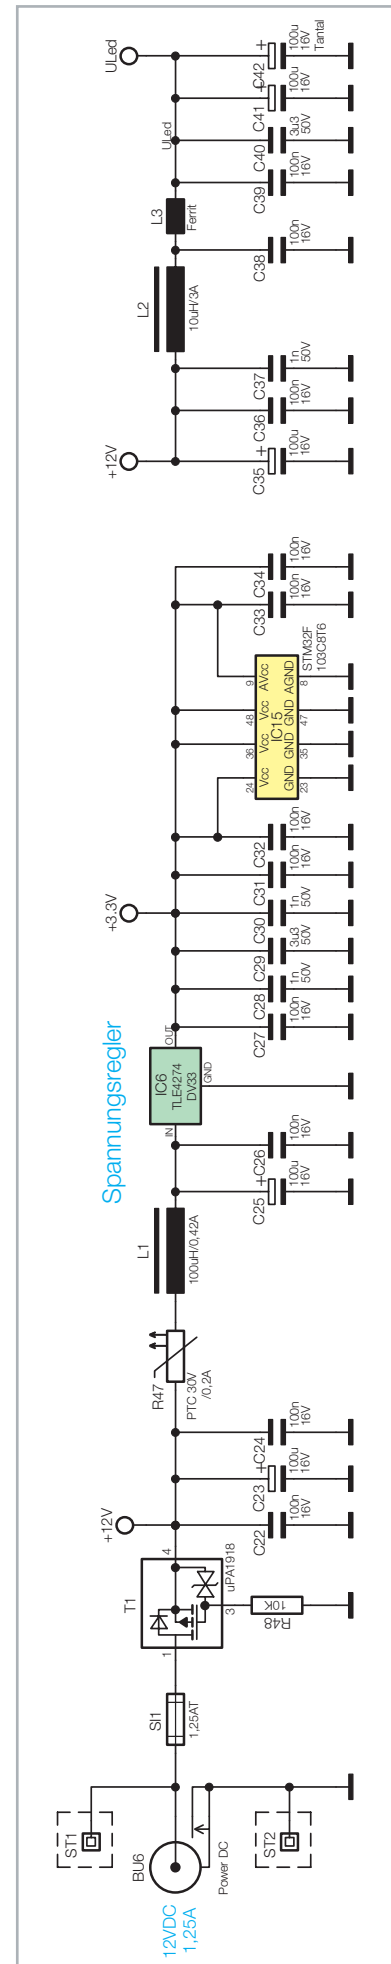 12VDC
1,25A
BU6
ST1
ST2
Power DC
SI1
1,25AT
T1
1
4
3
uPA1918
R48
10K
+12V
C22
100n
16V
C23
+
100u
16V
C24
100n
16V
R47
PTC 30V
/0,2A
L1
100uH/0,42A
C25
+
100u
16V
C26
100n
16V
Spannungsregler
IC6
TLE4274
DV33
IN
OUT
GND
C27
100n
16V
C28
1n
50V
C29
3u3
50V
C30
1n
50V
C31
100n
16V
C32
100n
16V
+3.3V
24
36
48
9
Vcc
Vcc
Vcc
AVcc
IC15
GND
GND
GND
AGND
23
35
47
8
STM32F
103C8T6
C33
100n
16V
C34
100n
16V
+12V
C35
+
100u
16V
C36
100n
16V
C37
1n
50V
L2
10uH/3A
C38
100n
16V
L3
Ferrit
C39
100n
16V
C40
3u3
50V
C41
+
100u
16V
C42
+
100u
16V
Tantal
ULed
ULed